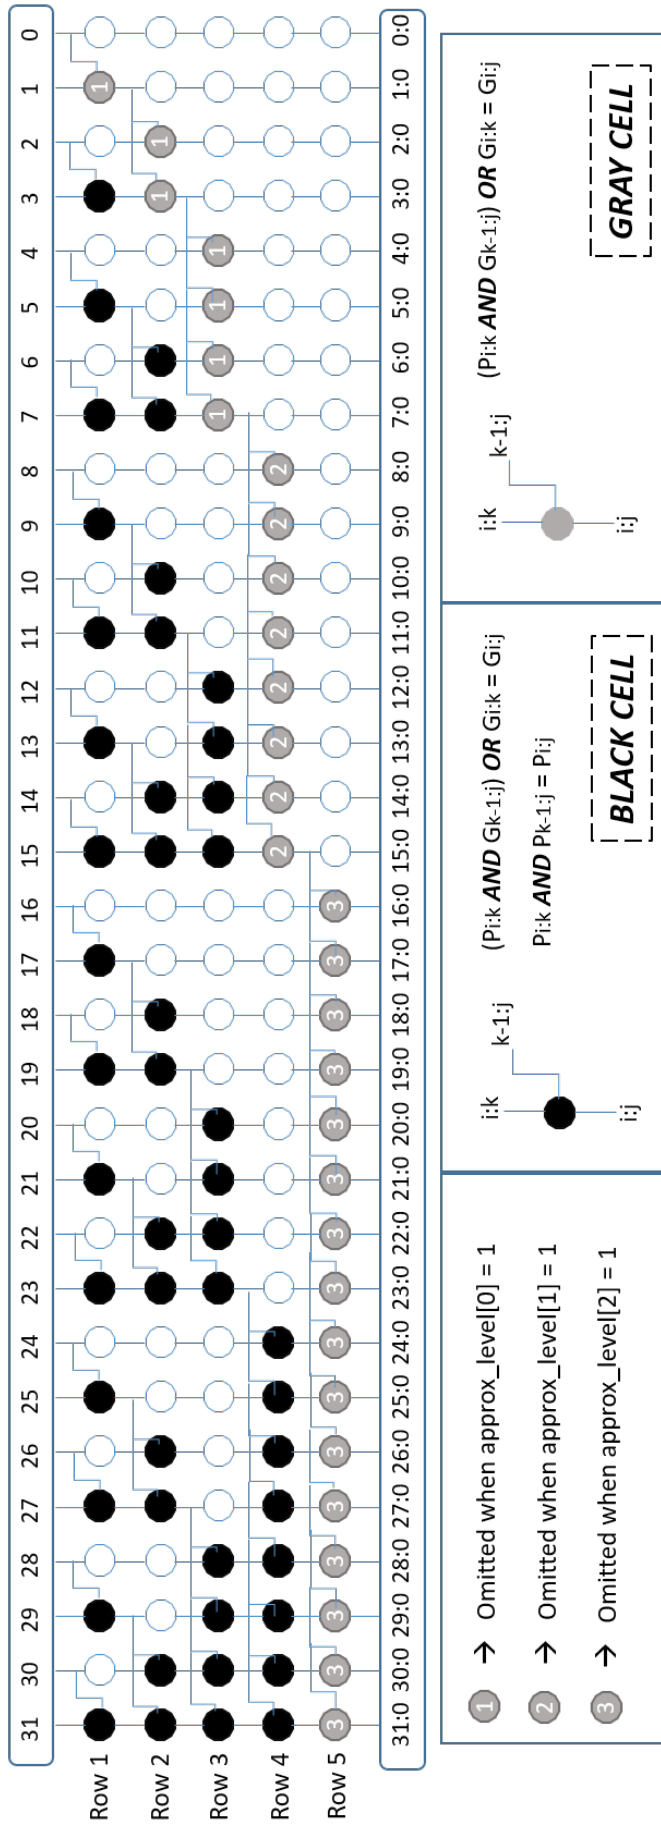 31 30 29 28 27 26 25 24 23 22 21 20 19 18 17 16 15 14 13 12 11 10 9 8 7 6 5 4 3 2 1 0
Row 1 1
Row 2 1 1
Row 3 1 1 1 1
Row 4 2 2 2 2 2 2 2 2
Row 5 3 3 3 3 3 3 3 3 3 3 3 3 3 3 3 3
31:0 30:0 29:0 28:0 27:0 26:0 25:0 24:0 23:0 22:0 21:0 20:0 19:0 18:0 17:0 16:0 15:0 14:0 13:0 12:0 11:0 10:0 9:0 8:0 7:0 6:0 5:0 4:0 3:0 2:0 1:0 0:0
1 → Omitted when approx_level[0] = 1
2 → Omitted when approx_level[1] = 1
3 → Omitted when approx_level[2] = 1
i:k
k-1:j
i:j
(Pi:k AND Gk-1:j) OR Gi:k = Gi:j
Pi:k AND Pk-1:j = Pi:j
BLACK CELL
i:k
k-1:j
i:j
(Pi:k AND Gk-1:j) OR Gi:k = Gi:j
GRAY CELL